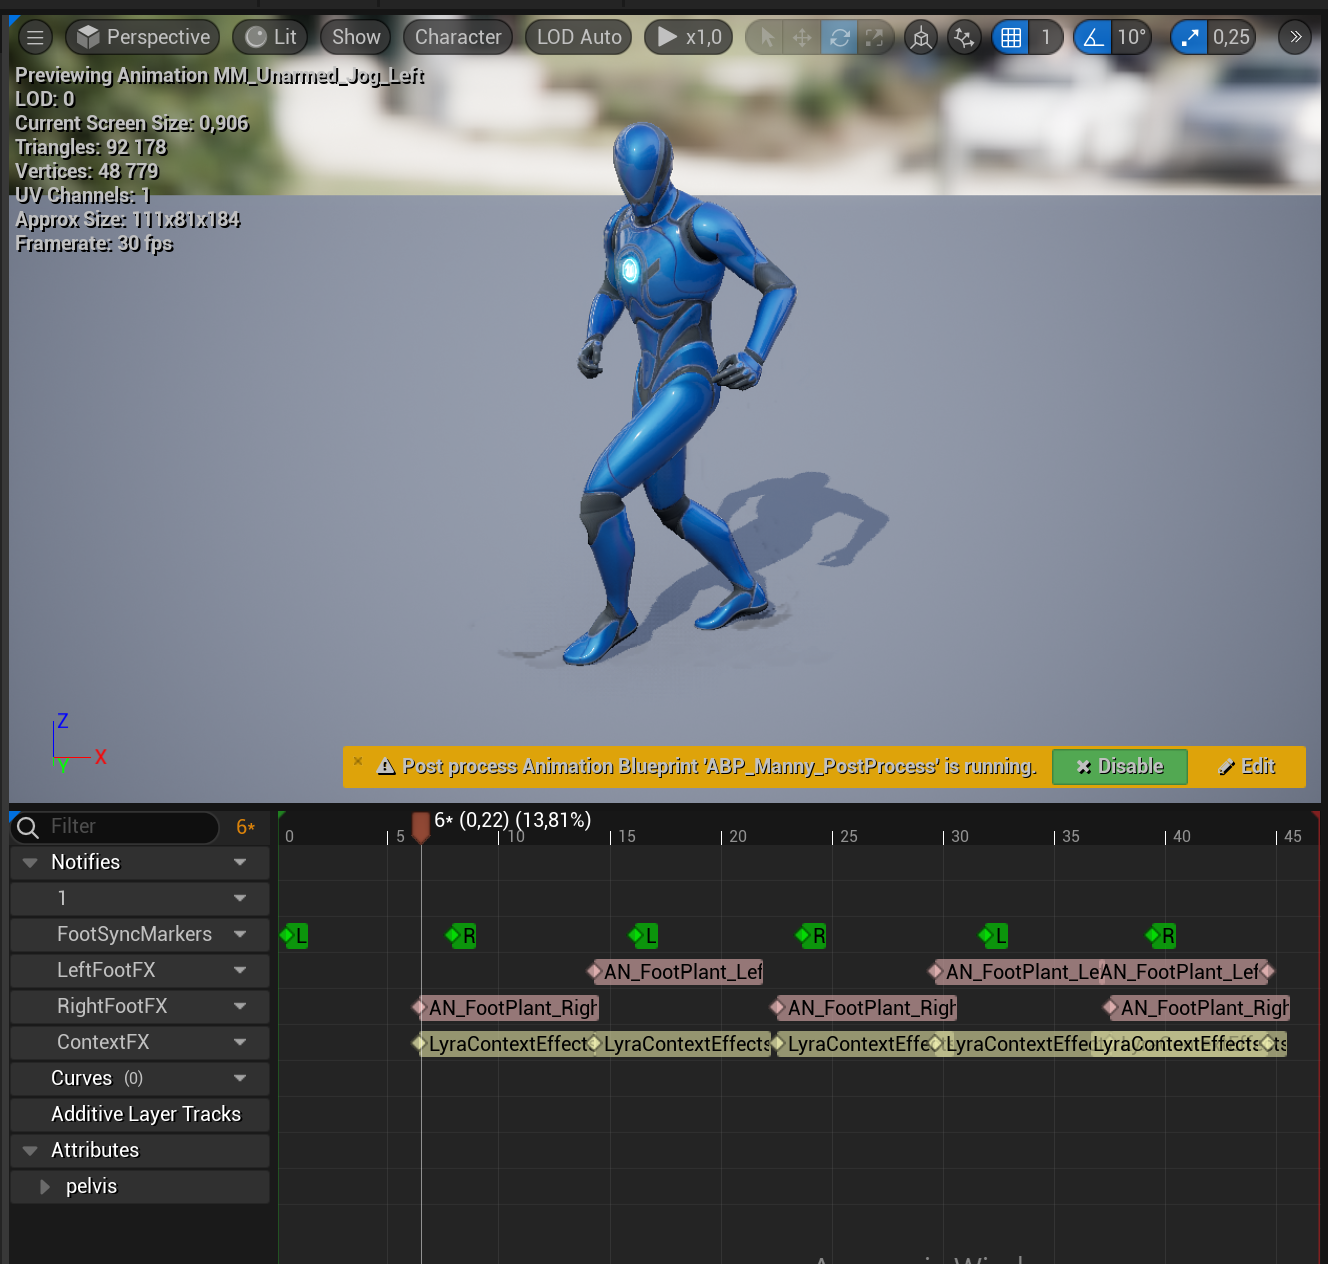 Perspective Lit Show Character LOD Auto x1,0 1 10° 0,25
Previewing Animation MM_Unarmed_Jog_Left
LOD: 0
Current Screen Size: 0,906
Triangles: 92 178
Vertices: 48 779
UV Channels: 1
Approx Size: 111x81x184
Framerate: 30 fps
Z
X
Y
Post process Animation Blueprint 'ABP_Manny_PostProcess' is running. Disable Edit
Filter 6* 6* (0,22) (13,81%)
0 5 10 15 20 25 30 35 40 45
Notifies
1
FootSyncMarkers L R L R L R
LeftFootFX AN_FootPlant_Lef AN_FootPlant_Le AN_FootPlant_Lef
RightFootFX AN_FootPlant_Righ AN_FootPlant_Righ AN_FootPlant_Righ
ContextFX LyraContextEffects LyraContextEffects LyraContextEffe LyraContextEffe LyraContextEffects
Curves (0)
Additive Layer Tracks
Attributes
pelvis